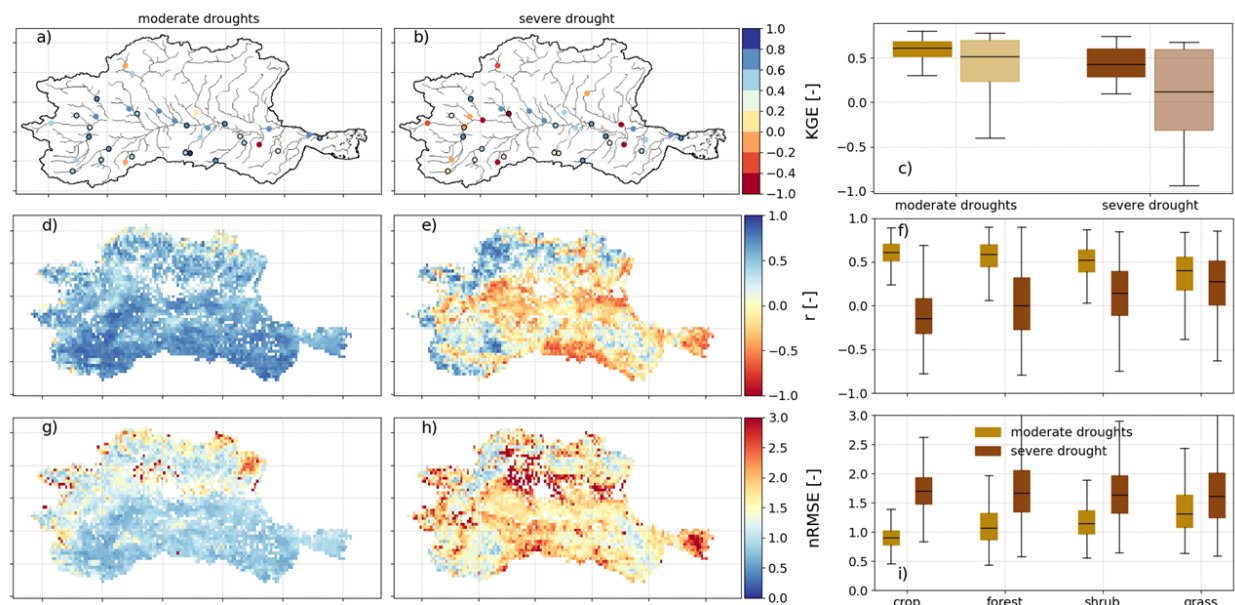 moderate droughts
severe drought
a)
b)
1.0
0.8
0.6
0.4
0.2
0.0
−0.2
−0.4
−0.6
−1.0
KGE [-]
0.5
0.0
−0.5
−1.0
c)
moderate droughts
severe drought
d)
e)
1.0
0.5
0.0
−0.5
−1.0
r [-]
1.0
0.5
0.0
−0.5
−1.0
f)
g)
h)
3.0
2.5
2.0
1.5
1.0
0.5
0.0
nRMSE [-]
3.0
2.5
2.0
1.5
1.0
0.5
0.0
moderate droughts
severe drought
i)
crop
forest
shrub
grass